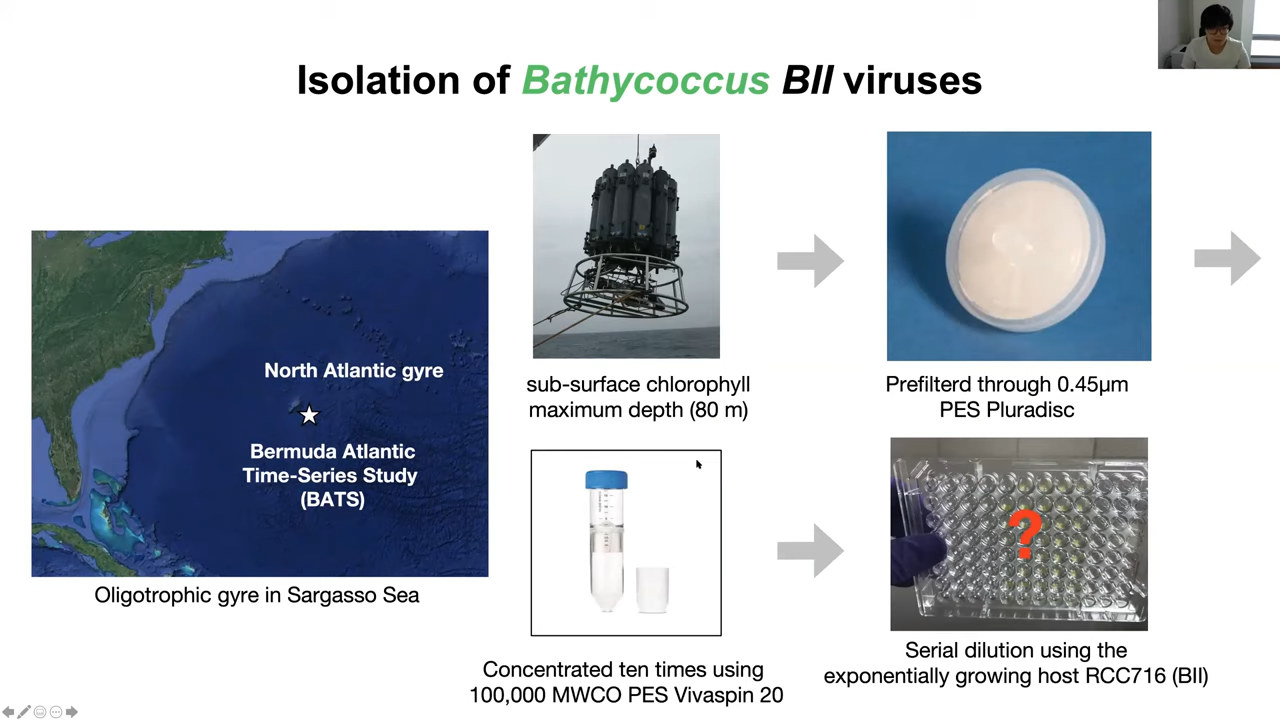 Isolation of Bathycoccus BII viruses
North Atlantic gyre
Bermuda Atlantic
Time-Series Study
(BATS)
Oligotrophic gyre in Sargasso Sea
sub-surface chlorophyll
maximum depth (80 m)
Prefilterd through 0.45µm
PES Pluradisc
Concentrated ten times using
100,000 MWCO PES Vivaspin 20
?
Serial dilution using the
exponentially growing host RCC716 (BII)